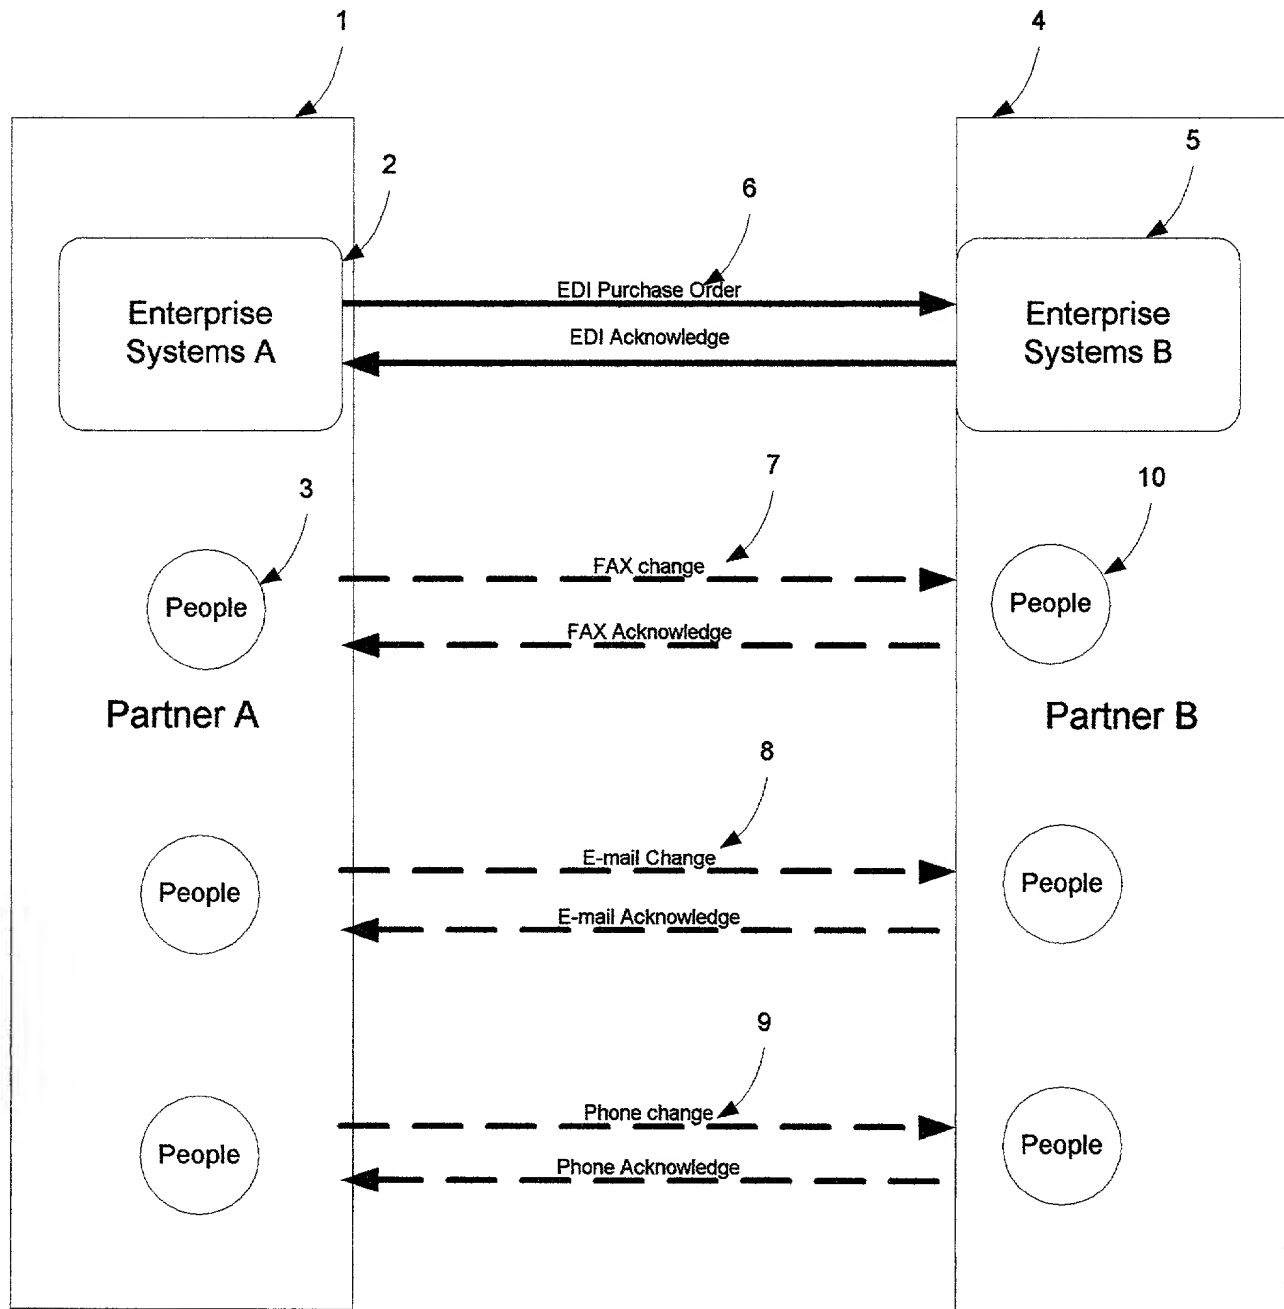 1
4
2
5
6
EDI Purchase Order
Enterprise
Systems A
Enterprise
Systems B
EDI Acknowledge
7
10
3
FAX change
People
People
FAX Acknowledge
Partner A
Partner B
8
E-mail Change
People
People
E-mail Acknowledge
9
Phone change
People
People
Phone Acknowledge